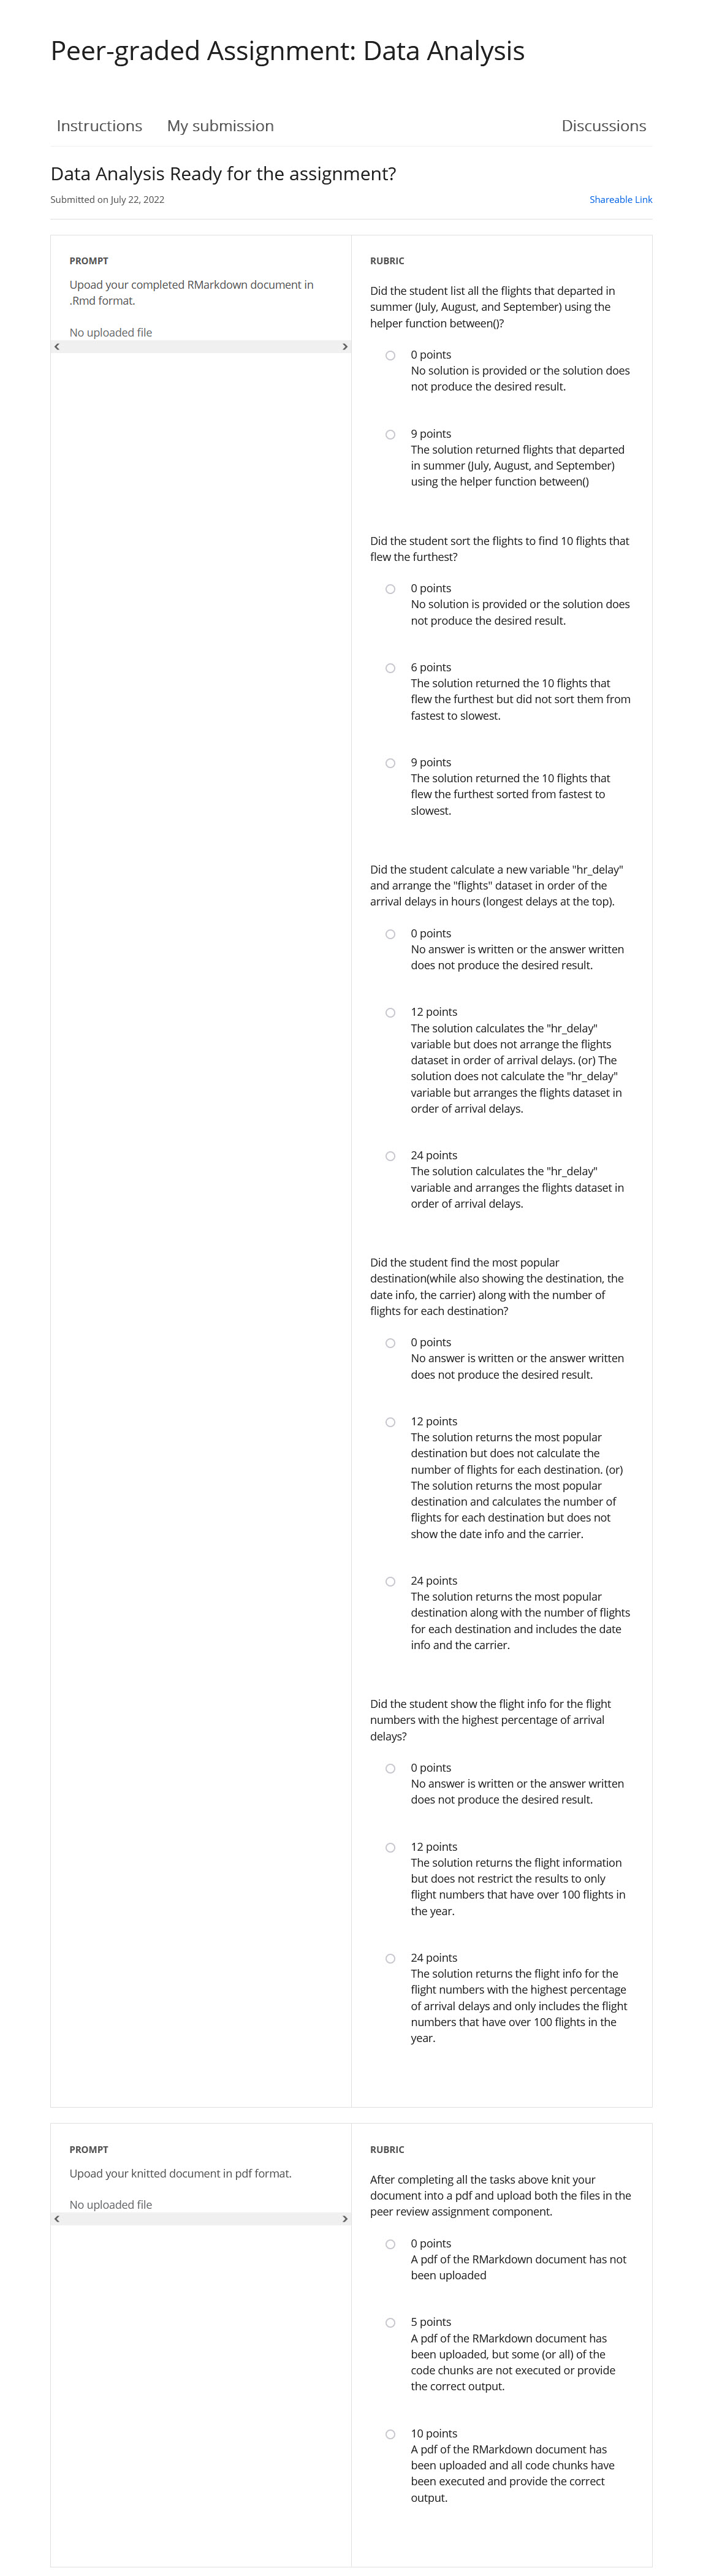 Peer-graded Assignment: Data Analysis
Instructions
My submission
Discussions
Data Analysis Ready for the assignment?
Submitted on July 22, 2022
Shareable Link
PROMPT
Upoad your completed RMarkdown document in
.Rmd format.
No uploaded file
RUBRIC
Did the student list all the flights that departed in
summer (July, August, and September) using the
helper function between()?
0 points
No solution is provided or the solution does
not produce the desired result.
9 points
The solution returned flights that departed
in summer (July, August, and September)
using the helper function between()
Did the student sort the flights to find 10 flights that
flew the furthest?
0 points
No solution is provided or the solution does
not produce the desired result.
6 points
The solution returned the 10 flights that
flew the furthest but did not sort them from
fastest to slowest.
9 points
The solution returned the 10 flights that
flew the furthest sorted from fastest to
slowest.
Did the student calculate a new variable "hr_delay"
and arrange the "flights" dataset in order of the
arrival delays in hours (longest delays at the top).
0 points
No answer is written or the answer written
does not produce the desired result.
12 points
The solution calculates the "hr_delay"
variable but does not arrange the flights
dataset in order of arrival delays. (or) The
solution does not calculate the "hr_delay"
variable but arranges the flights dataset in
order of arrival delays.
24 points
The solution calculates the "hr_delay"
variable and arranges the flights dataset in
order of arrival delays.
Did the student find the most popular
destination(while also showing the destination, the
date info, the carrier) along with the number of
flights for each destination?
0 points
No answer is written or the answer written
does not produce the desired result.
12 points
The solution returns the most popular
destination but does not calculate the
number of flights for each destination. (or)
The solution returns the most popular
destination and calculates the number of
flights for each destination but does not
show the date info and the carrier.
24 points
The solution returns the most popular
destination along with the number of flights
for each destination and includes the date
info and the carrier.
Did the student show the flight info for the flight
numbers with the highest percentage of arrival
delays?
0 points
No answer is written or the answer written
does not produce the desired result.
12 points
The solution returns the flight information
but does not restrict the results to only
flight numbers that have over 100 flights in
the year.
24 points
The solution returns the flight info for the
flight numbers with the highest percentage
of arrival delays and only includes the flight
numbers that have over 100 flights in the
year.
PROMPT
Upoad your knitted document in pdf format.
No uploaded file
RUBRIC
After completing all the tasks above knit your
document into a pdf and upload both the files in the
peer review assignment component.
0 points
A pdf of the RMarkdown document has not
been uploaded
5 points
A pdf of the RMarkdown document has
been uploaded, but some (or all) of the
code chunks are not executed or provide
the correct output.
10 points
A pdf of the RMarkdown document has
been uploaded and all code chunks have
been executed and provide the correct
output.